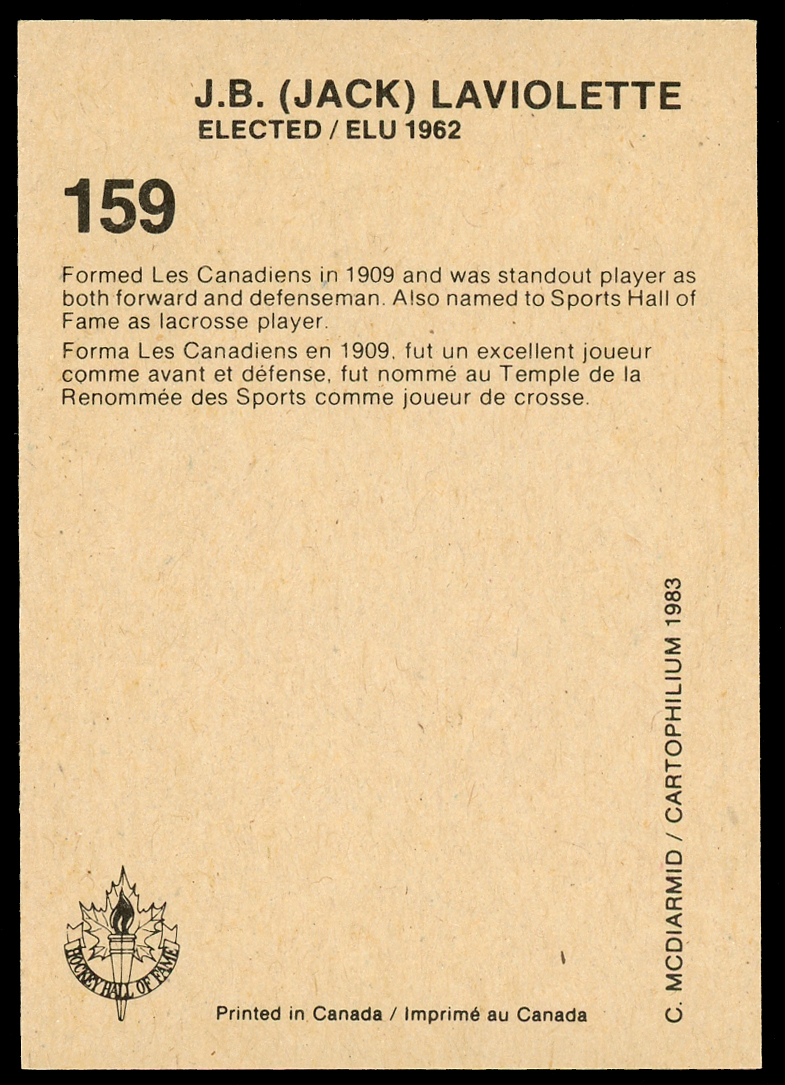 J.B. (JACK) LAVIOLETTE
ELECTED / ELU 1962
159
Formed Les Canadiens in 1909 and was standout player as
both forward and defenseman. Also named to Sports Hall of
Fame as lacrosse player.
Forma Les Canadiens en 1909, fut un excellent joueur
comme avant et défense, fut nommé au Temple de la
Renommée des Sports comme joueur de crosse.
C. MCDIARMID / CARTOPHILIUM 1983
HOCKEY HALL OF FAME
Printed in Canada / Imprimé au Canada